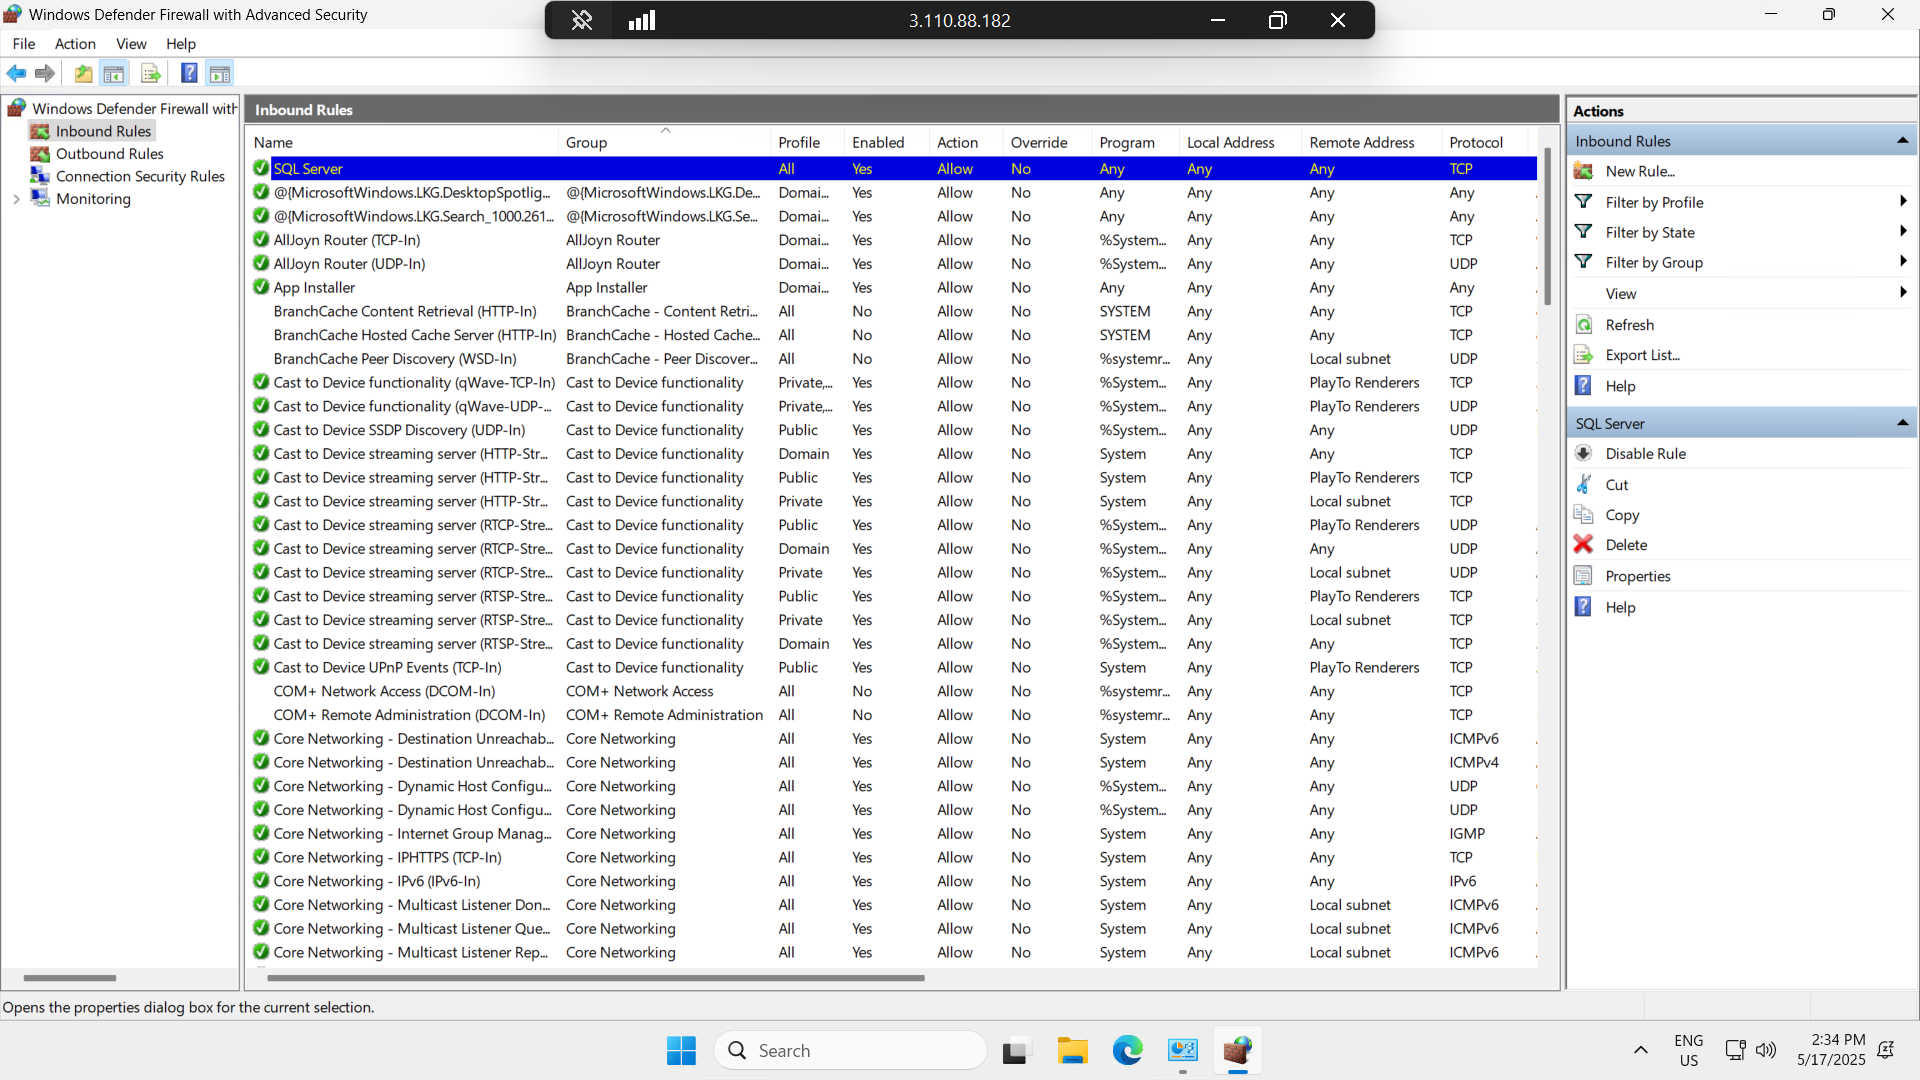 Windows Defender Firewall with Advanced Security
3.110.88.182
File Action View Help
Windows Defender Firewall with
Inbound Rules
Outbound Rules
Connection Security Rules
Monitoring
Inbound Rules
Name Group Profile Enabled Action Override Program Local Address Remote Address Protocol
SQL Server All Yes Allow No Any Any Any TCP
@{MicrosoftWindows.LKG.DesktopSpotlig... @{MicrosoftWindows.LKG.De... Domai... Yes Allow No Any Any Any Any
@{MicrosoftWindows.LKG.Search_1000.261... @{MicrosoftWindows.LKG.Se... Domai... Yes Allow No Any Any Any Any
AllJoyn Router (TCP-In) AllJoyn Router Domai... Yes Allow No %System... Any Any TCP
AllJoyn Router (UDP-In) AllJoyn Router Domai... Yes Allow No %System... Any Any UDP
App Installer App Installer Domai... Yes Allow No Any Any Any Any
BranchCache Content Retrieval (HTTP-In) BranchCache - Content Retri... All No Allow No SYSTEM Any Any TCP
BranchCache Hosted Cache Server (HTTP-In) BranchCache - Hosted Cache... All No Allow No SYSTEM Any Any TCP
BranchCache Peer Discovery (WSD-In) BranchCache - Peer Discover... All No Allow No %systemr... Any Local subnet UDP
Cast to Device functionality (qWave-TCP-In) Cast to Device functionality Private,... Yes Allow No %System... Any PlayTo Renderers TCP
Cast to Device functionality (qWave-UDP-... Cast to Device functionality Private,... Yes Allow No %System... Any PlayTo Renderers UDP
Cast to Device SSDP Discovery (UDP-In) Cast to Device functionality Public Yes Allow No %System... Any Any UDP
Cast to Device streaming server (HTTP-Str... Cast to Device functionality Domain Yes Allow No System Any Any TCP
Cast to Device streaming server (HTTP-Str... Cast to Device functionality Public Yes Allow No System Any PlayTo Renderers TCP
Cast to Device streaming server (HTTP-Str... Cast to Device functionality Private Yes Allow No System Any Local subnet TCP
Cast to Device streaming server (RTCP-Stre... Cast to Device functionality Public Yes Allow No %System... Any PlayTo Renderers UDP
Cast to Device streaming server (RTCP-Stre... Cast to Device functionality Domain Yes Allow No %System... Any Any UDP
Cast to Device streaming server (RTCP-Stre... Cast to Device functionality Private Yes Allow No %System... Any Local subnet UDP
Cast to Device streaming server (RTSP-Stre... Cast to Device functionality Public Yes Allow No %System... Any PlayTo Renderers TCP
Cast to Device streaming server (RTSP-Stre... Cast to Device functionality Private Yes Allow No %System... Any Local subnet TCP
Cast to Device streaming server (RTSP-Stre... Cast to Device functionality Domain Yes Allow No %System... Any Any TCP
Cast to Device UPnP Events (TCP-In) Cast to Device functionality Public Yes Allow No System Any PlayTo Renderers TCP
COM+ Network Access (DCOM-In) COM+ Network Access All No Allow No %systemr... Any Any TCP
COM+ Remote Administration (DCOM-In) COM+ Remote Administration All No Allow No %systemr... Any Any TCP
Core Networking - Destination Unreachab... Core Networking All Yes Allow No System Any Any ICMPv6
Core Networking - Destination Unreachab... Core Networking All Yes Allow No System Any Any ICMPv4
Core Networking - Dynamic Host Configu... Core Networking All Yes Allow No %System... Any Any UDP
Core Networking - Dynamic Host Configu... Core Networking All Yes Allow No %System... Any Any UDP
Core Networking - Internet Group Manag... Core Networking All Yes Allow No System Any Any IGMP
Core Networking - IPHTTPS (TCP-In) Core Networking All Yes Allow No System Any Any TCP
Core Networking - IPv6 (IPv6-In) Core Networking All Yes Allow No System Any Any IPv6
Core Networking - Multicast Listener Don... Core Networking All Yes Allow No System Any Local subnet ICMPv6
Core Networking - Multicast Listener Que... Core Networking All Yes Allow No System Any Local subnet ICMPv6
Core Networking - Multicast Listener Rep... Core Networking All Yes Allow No System Any Local subnet ICMPv6
Actions
Inbound Rules
New Rule...
Filter by Profile
Filter by State
Filter by Group
View
Refresh
Export List...
Help
SQL Server
Disable Rule
Cut
Copy
Delete
Properties
Help
Opens the properties dialog box for the current selection.
Search
ENG
US
2:34 PM
5/17/2025